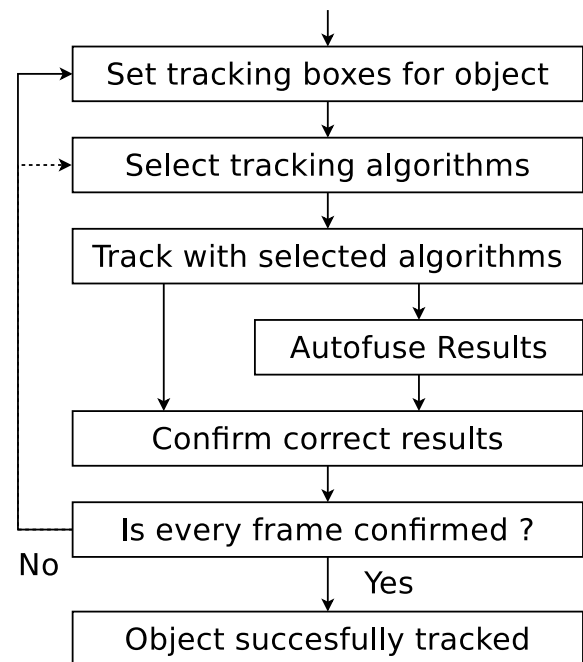 Set tracking boxes for object
Select tracking algorithms
Track with selected algorithms
Autofuse Results
Confirm correct results
Is every frame confirmed ?
No
Yes
Object succesfully tracked